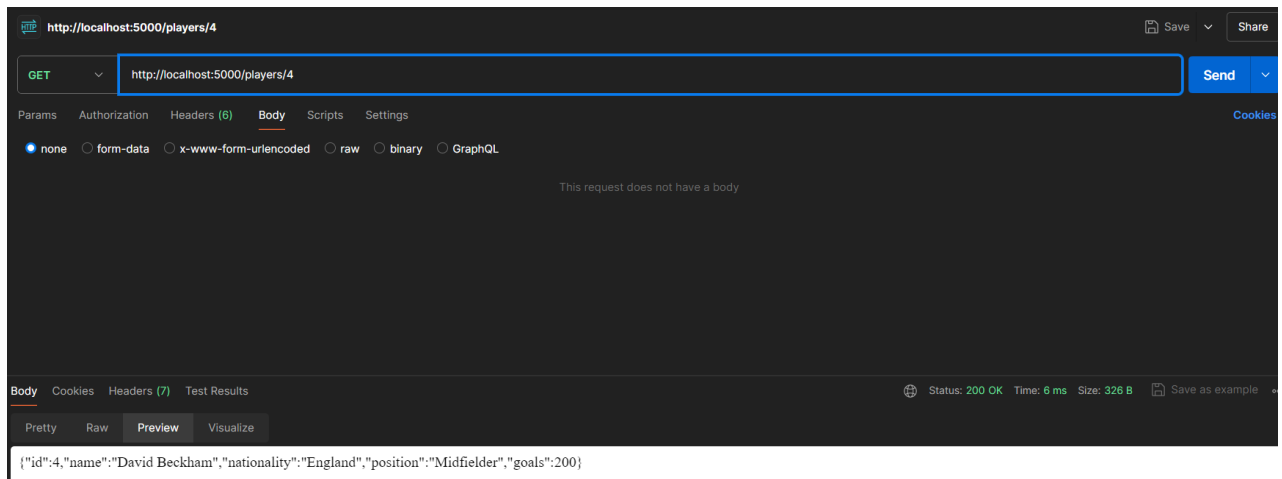 HTTP http://localhost:5000/players/4 Save Share
GET http://localhost:5000/players/4 Send
Params Authorization Headers (6) Body Scripts Settings Cookies
none form-data x-www-form-urlencoded raw binary GraphQL
This request does not have a body
Body Cookies Headers (7) Test Results Status: 200 OK Time: 6 ms Size: 326 B Save as example
Pretty Raw Preview Visualize
{"id":4,"name":"David Beckham","nationality":"England","position":"Midfielder","goals":200}